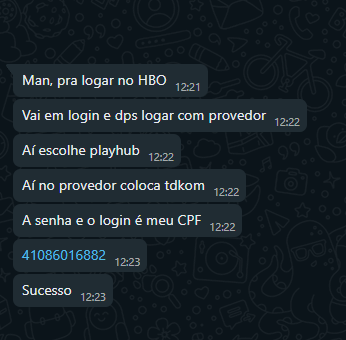 Man, pra logar no HBO 12:21
Vai em login e dps logar com provedor 12:22
Aí escolhe playhub 12:22
Aí no provedor coloca tdkom 12:22
A senha e o login é meu CPF 12:22
41086016882 12:23
Sucesso 12:23